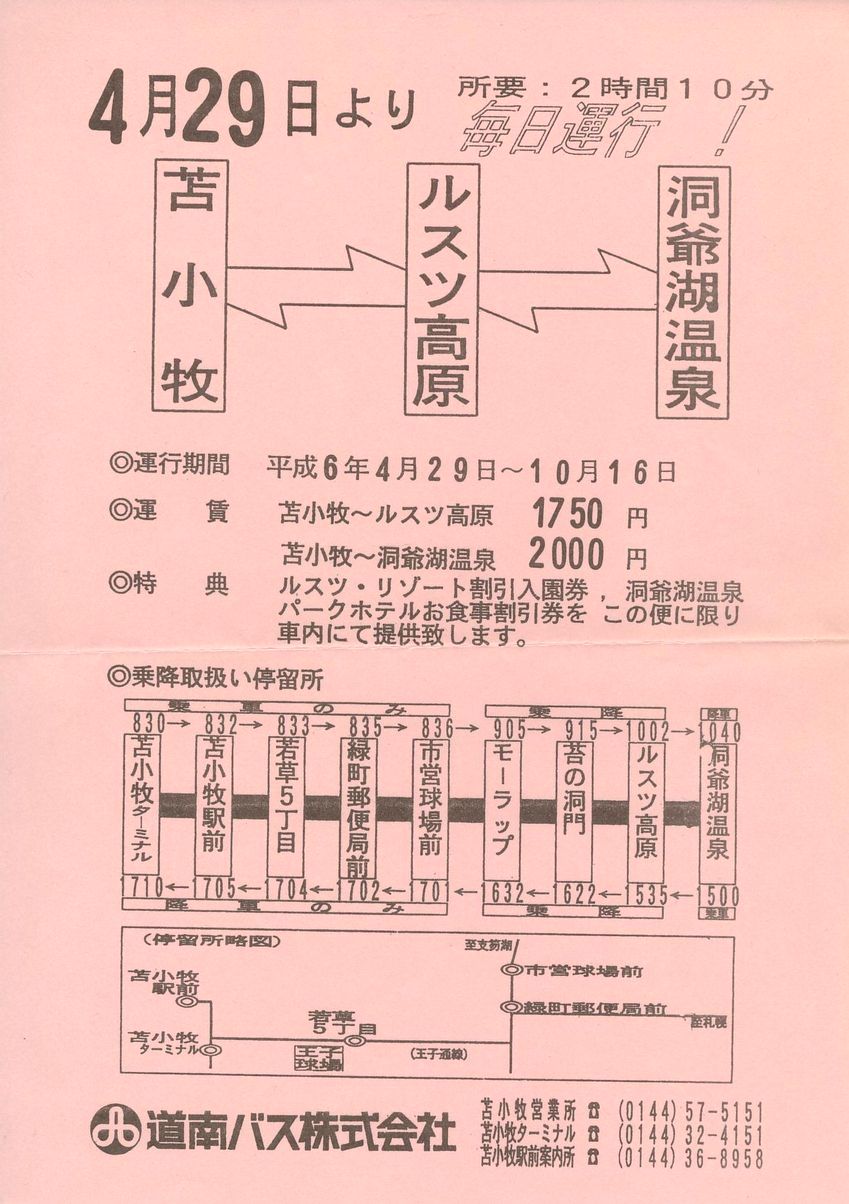 4月29日より
所要：２時間１０分
毎日運行！
苫小牧
ルスツ高原
洞爺湖温泉
◎運行期間 平成６年４月２９日～１０月１６日
◎運賃 苫小牧～ルスツ高原 1750 円
苫小牧～洞爺湖温泉 2000 円
◎特典 ルスツ・リゾート割引入園券，洞爺湖温泉
パークホテルお食事割引券を この便に限り
車内にて提供致します。
◎乗降取扱い停留所
乗車のみ 乗降 降車
830→ 832→ 833→ 835→ 836→ 905→ 915→ 1002→ 1040
苫小牧ターミナル
苫小牧駅前
若草５丁目
緑町郵便局前
市営球場前
モーラップ
苔の洞門
ルスツ高原
洞爺湖温泉
1710← 1705← 1704← 1702← 1701← 1632← 1622← 1535← 1500
降車のみ 乗降 乗車
（停留所略図）
至支笏湖
市営球場前
苫小牧
駅前
緑町郵便局前
至札幌
若草
５丁目
苫小牧
ターミナル
王子
球場
（王子通線）
道南バス株式会社
苫小牧営業所 ☎ (0144) 57-5151
苫小牧ターミナル ☎ (0144) 32-4151
苫小牧駅前案内所 ☎ (0144) 36-8958